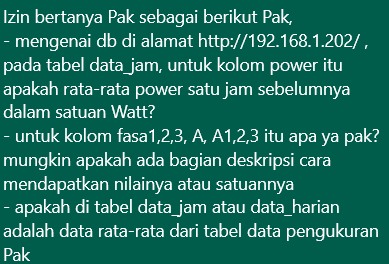 Izin bertanya Pak sebagai berikut Pak,
- mengenai db di alamat http://192.168.1.202/ ,
pada tabel data_jam, untuk kolom power itu
apakah rata-rata power satu jam sebelumnya
dalam satuan Watt?
- untuk kolom fasa1,2,3, A, A1,2,3 itu apa ya pak?
mungkin apakah ada bagian deskripsi cara
mendapatkan nilainya atau satuannya
- apakah di tabel data_jam atau data_harian
adalah data rata-rata dari tabel data pengukuran
Pak